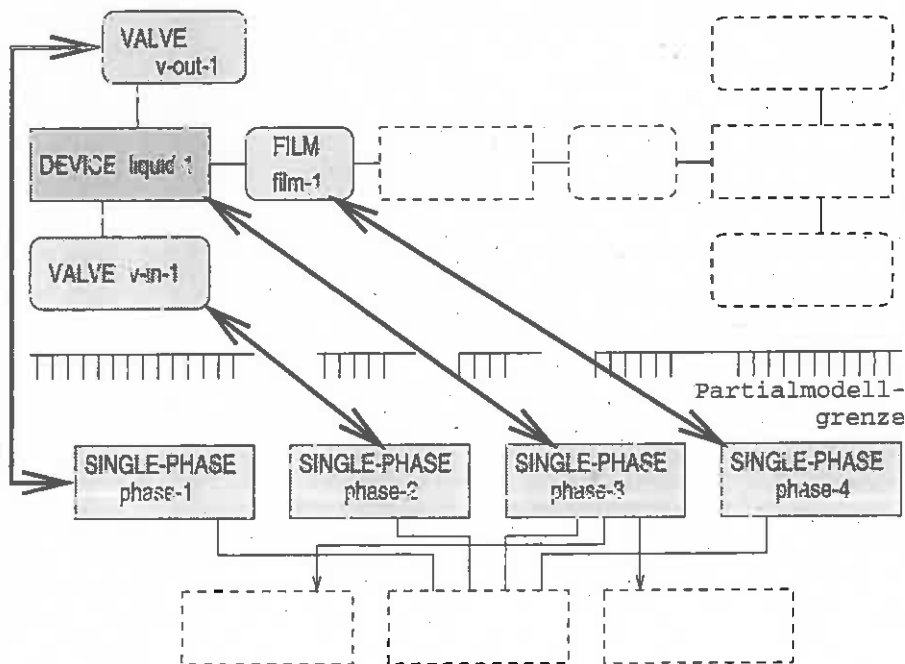 VALVE
v-out-1
DEVICE liquid-1
FILM
film-1
VALVE v-in-1
Partialmodell-
grenze
SINGLE-PHASE
phase-1
SINGLE-PHASE
phase-2
SINGLE-PHASE
phase-3
SINGLE-PHASE
phase-4